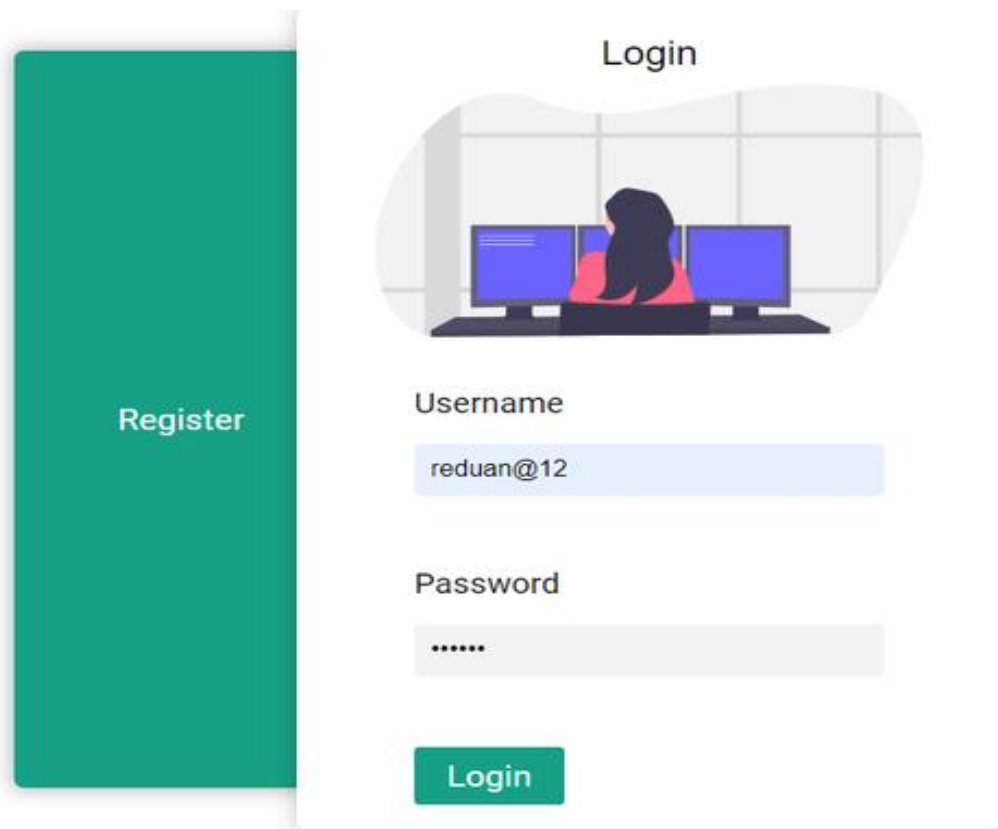 Login
Register
Username
reduan@12
Password
••••••
Login